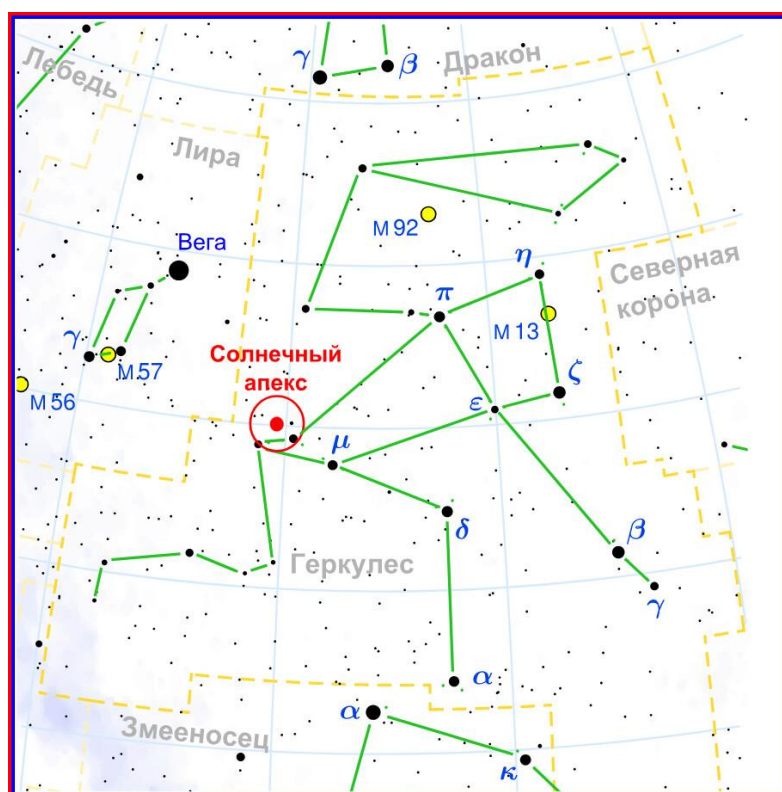 Лебедь
Дракон
γ
β
Лира
M 92
Вега
η
Северная
корона
π
M 13
γ
M 57
Солнечный
апекс
ζ
ε
M 56
μ
δ
β
Геркулес
γ
α
α
Змееносец
κ